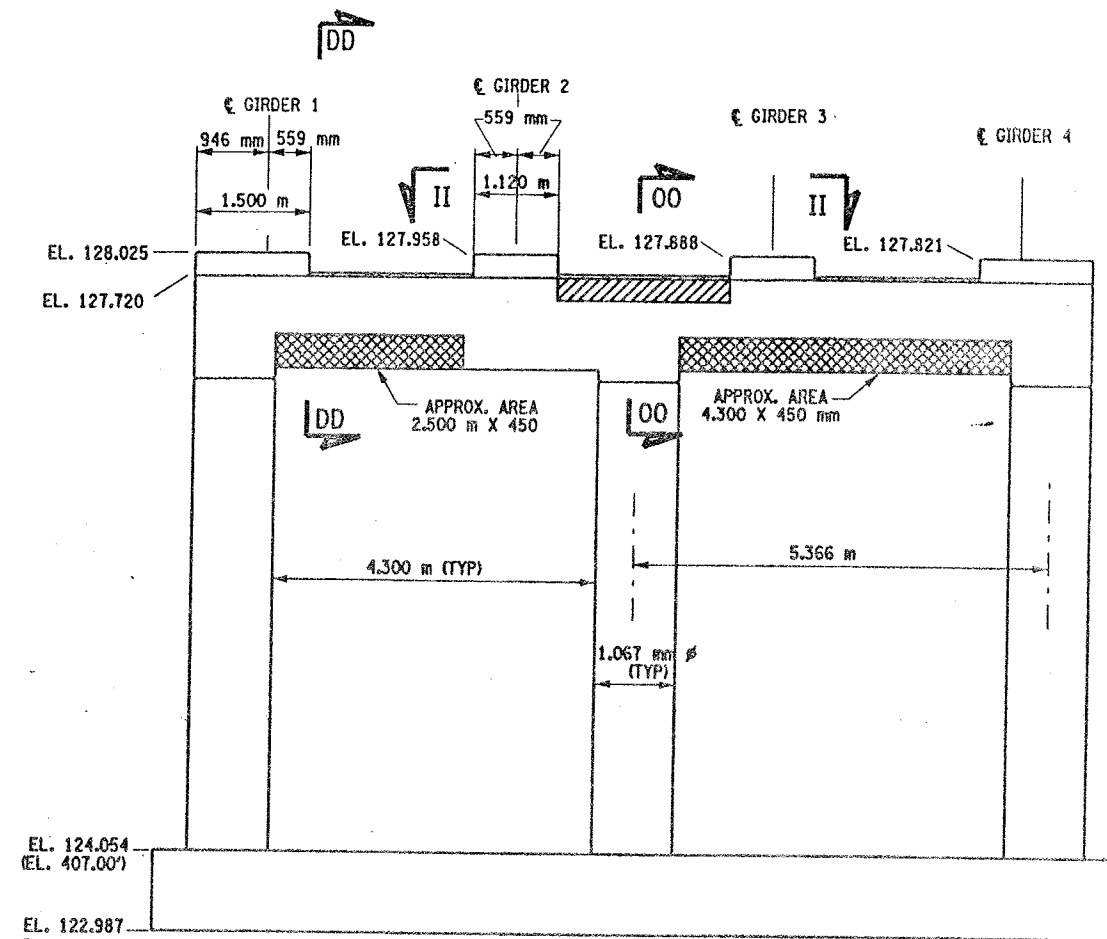 DD
℄ GIRDER 1
℄ GIRDER 2
℄ GIRDER 3
℄ GIRDER 4
946 mm
559 mm
559 mm
1.500 m
1.120 m
II
OO
II
EL. 128.025
EL. 127.958
EL. 127.888
EL. 127.821
EL. 127.720
DD
APPROX. AREA
2.500 m X 450
OO
APPROX. AREA
4.300 X 450 mm
4.300 m (TYP)
5.366 m
1.067 mm ø
(TYP)
EL. 124.054
(EL. 407.00')
EL. 122.987